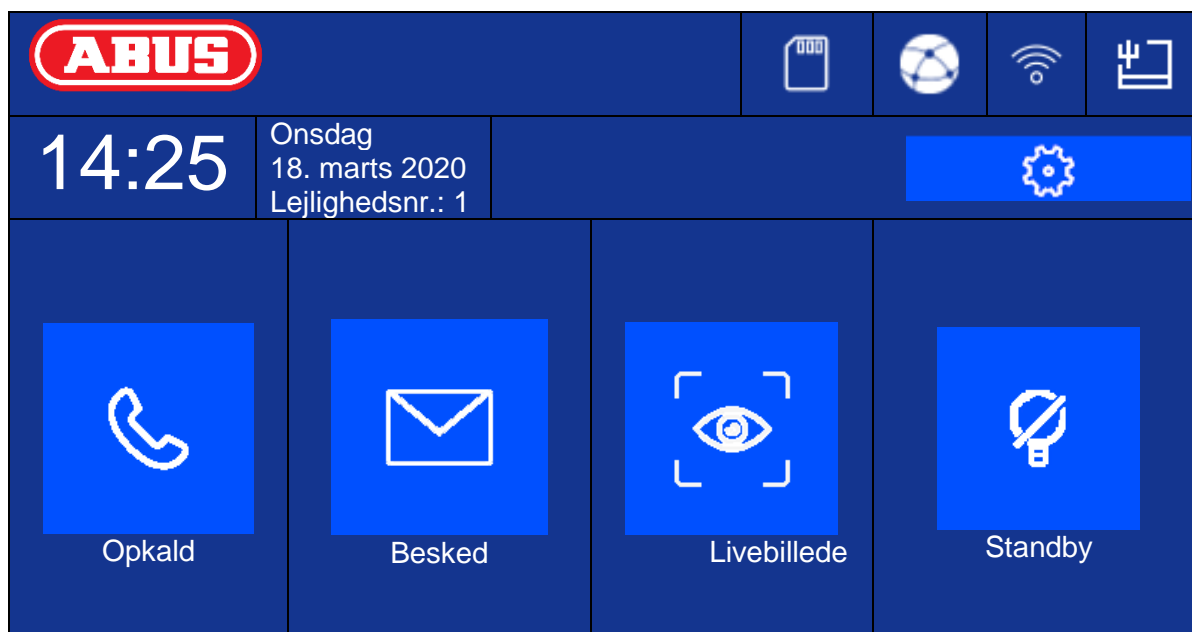 ABUS
14:25
Onsdag
18. marts 2020
Lejlighedsnr.: 1
Opkald
Besked
Livebillede
Standby